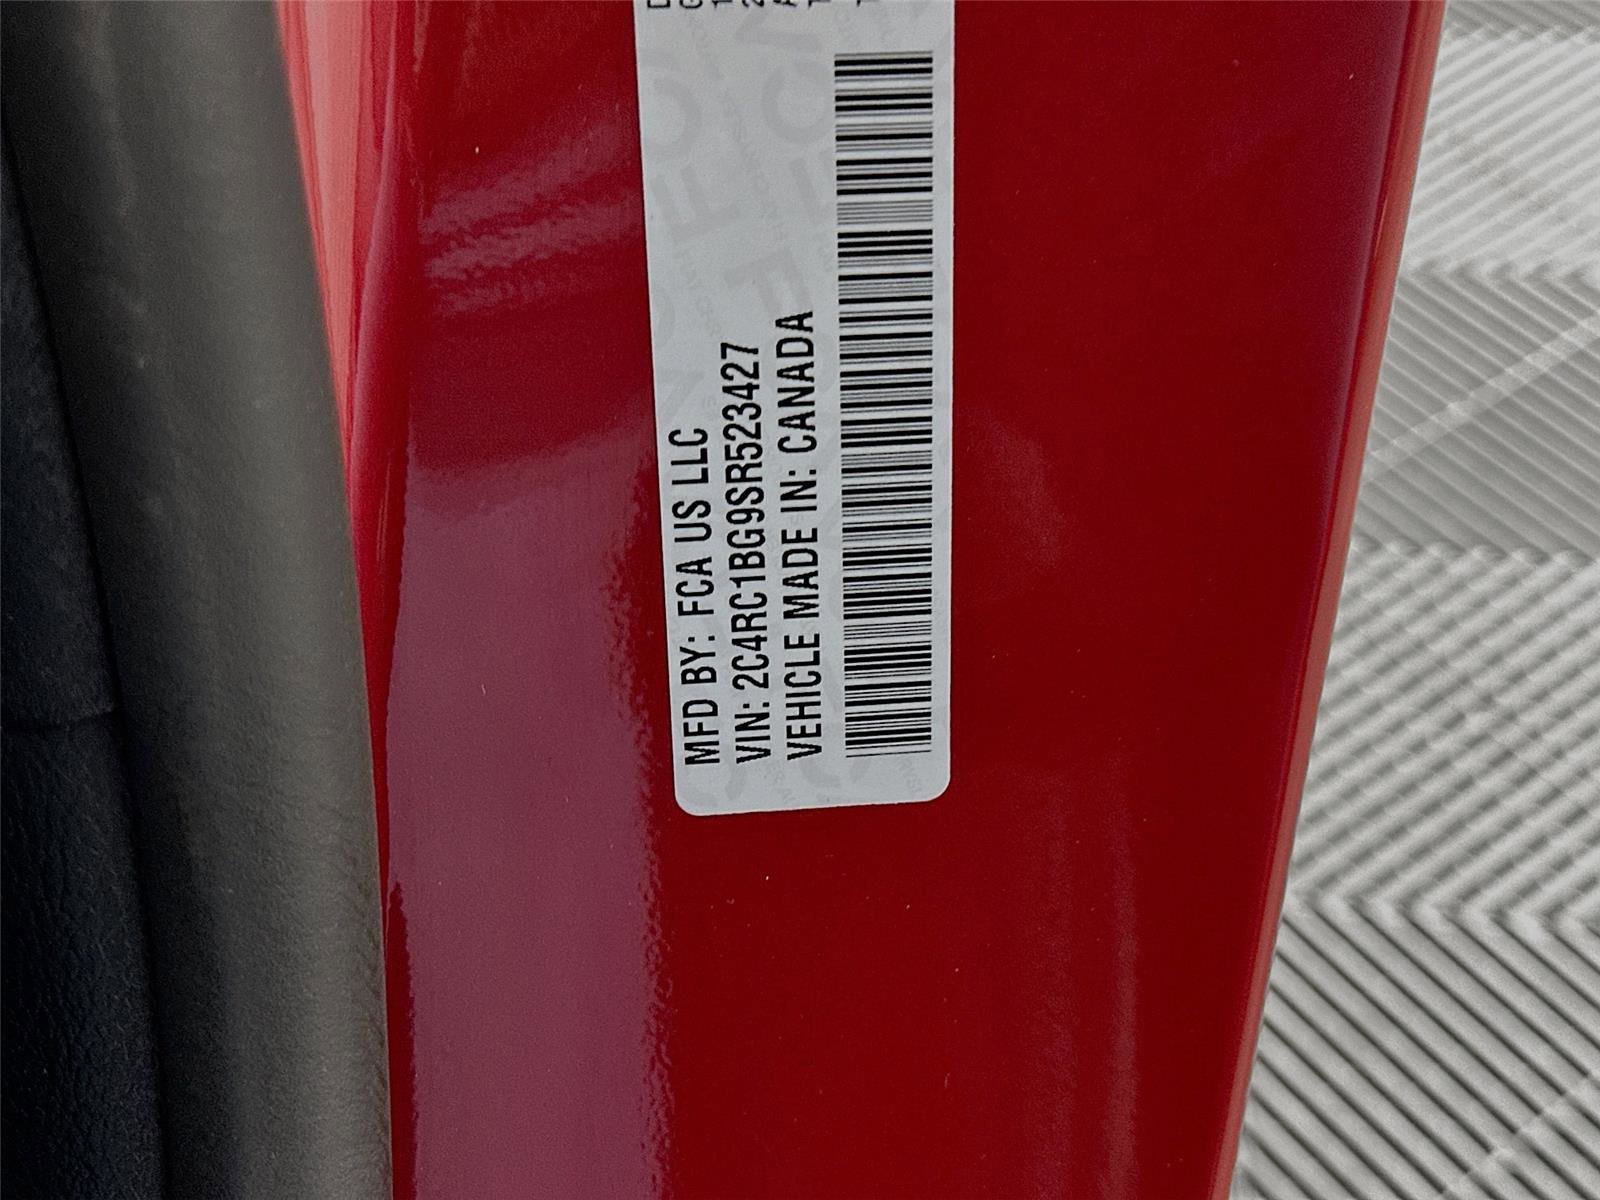 MFD BY: FCA US LLC
VIN: 2C4RC1BG9SR523427
VEHICLE MADE IN: CANADA